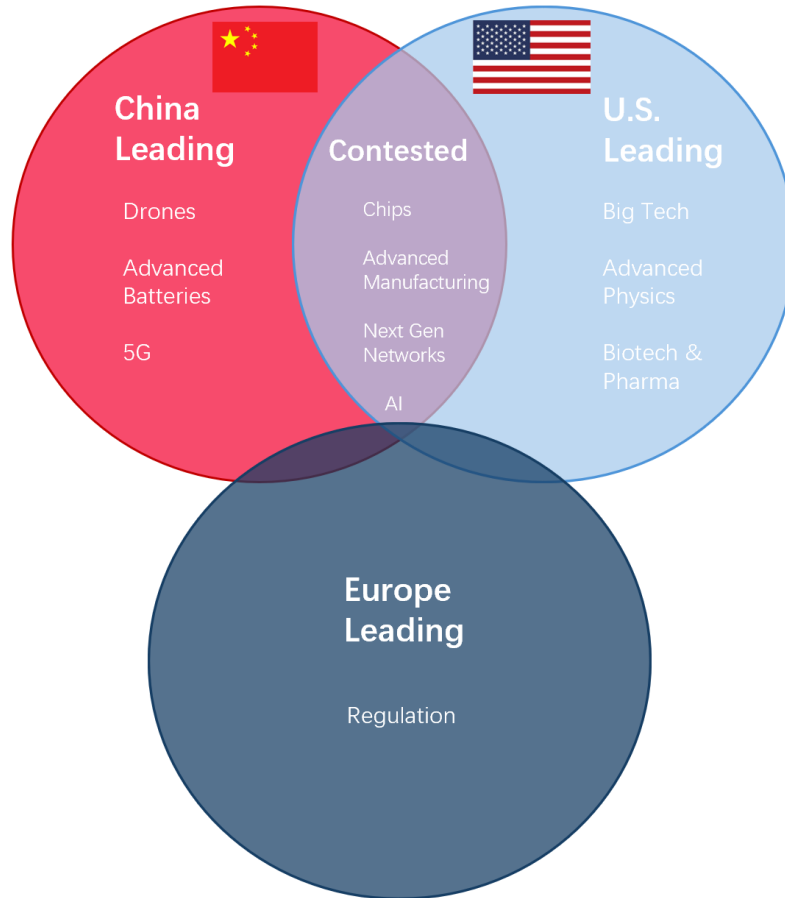 China
Leading
Drones
Advanced
Batteries
5G
Contested
Chips
Advanced
Manufacturing
Next Gen
Networks
AI
U.S.
Leading
Big Tech
Advanced
Physics
Biotech &
Pharma
Europe
Leading
Regulation